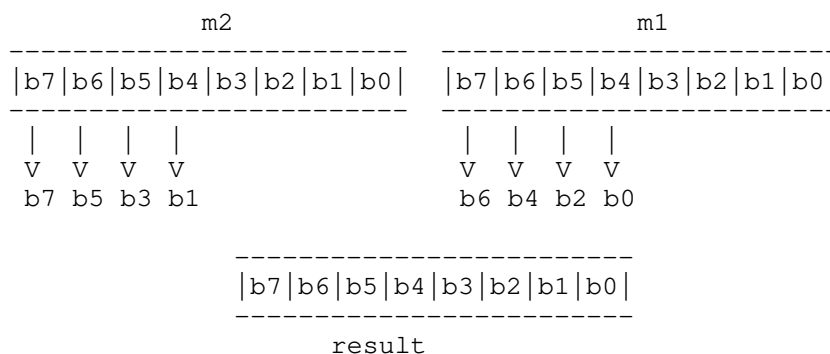 m2 m1
|b7|b6|b5|b4|b3|b2|b1|b0| |b7|b6|b5|b4|b3|b2|b1|b0
| | | | | | | |
V V V V V V V V
b7 b5 b3 b1 b6 b4 b2 b0
|b7|b6|b5|b4|b3|b2|b1|b0|
result